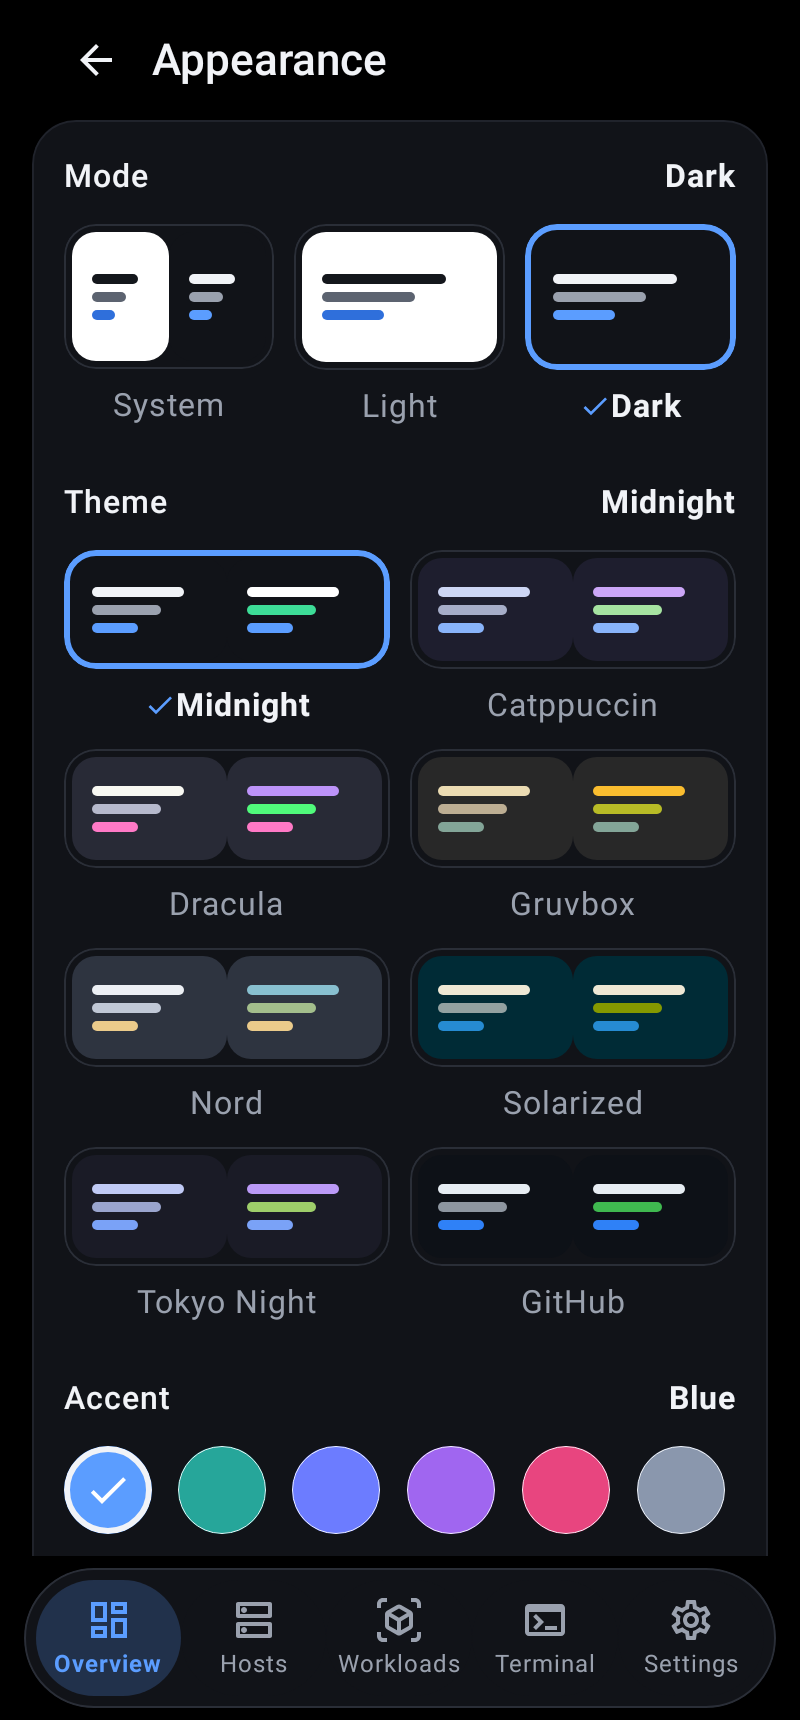 Appearance
Mode Dark
System Light Dark
Theme Midnight
Midnight Catppuccin
Dracula Gruvbox
Nord Solarized
Tokyo Night GitHub
Accent Blue
Overview Hosts Workloads Terminal Settings